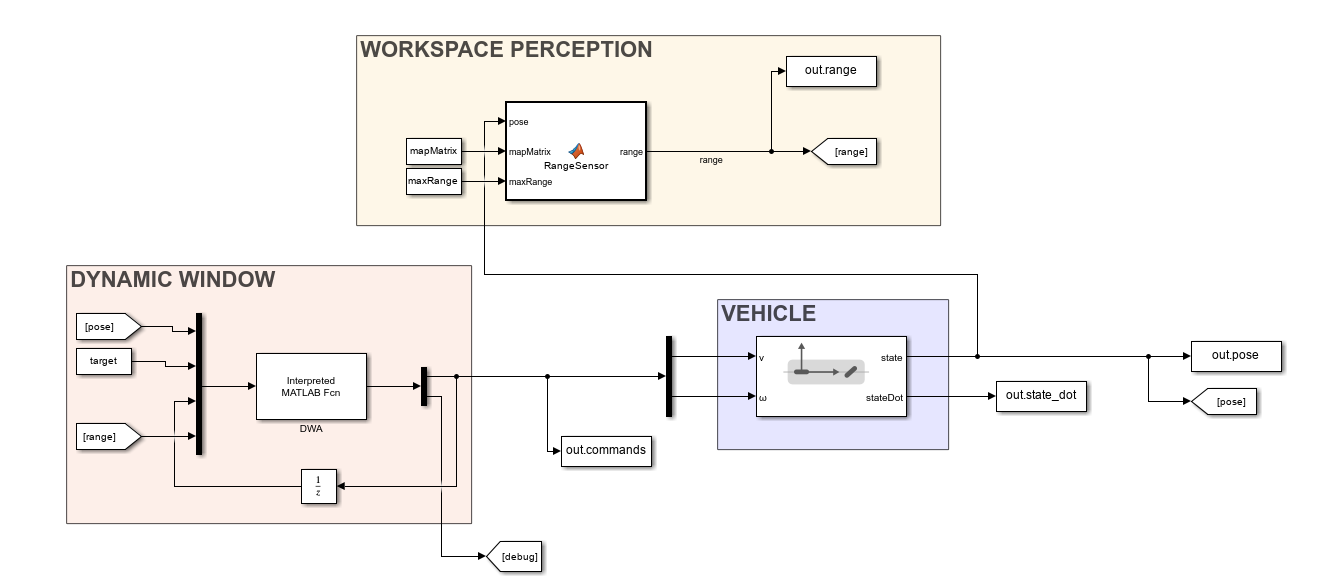 WORKSPACE PERCEPTION
out.range
pose
mapMatrix
mapMatrix
range
[range]
RangeSensor
range
maxRange
maxRange
DYNAMIC WINDOW
VEHICLE
[pose]
target
Interpreted
MATLAB Fcn
DWA
[range]
1
z
v
state
ω
stateDot
out.pose
out.state_dot
[pose]
out.commands
[debug]